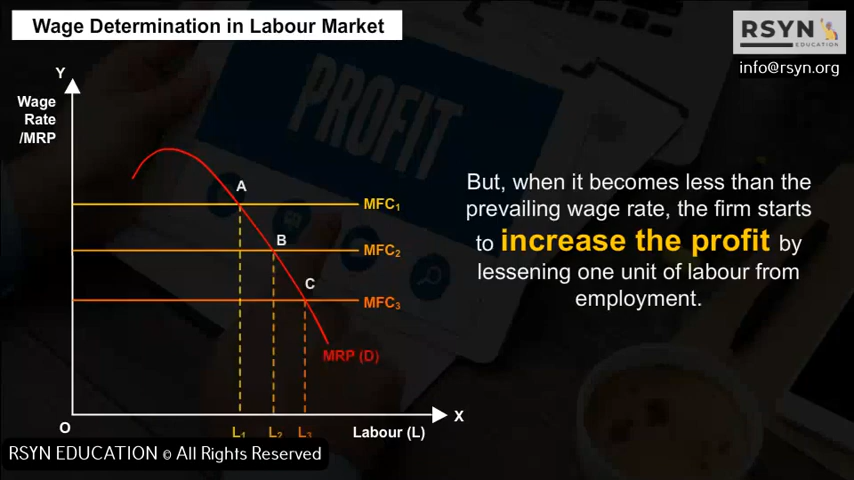 Wage Determination in Labour Market
RSYN
EDUCATION
info@rsyn.org
PROFIT
Y
Wage
Rate
/MRP
A
MFC₁
B
MFC₂
C
MFC₃
MRP (D)
O
X
L₁ L₂ L₃ Labour (L)
But, when it becomes less than the
prevailing wage rate, the firm starts
to increase the profit by
lessening one unit of labour from
employment.
RSYN EDUCATION © All Rights Reserved